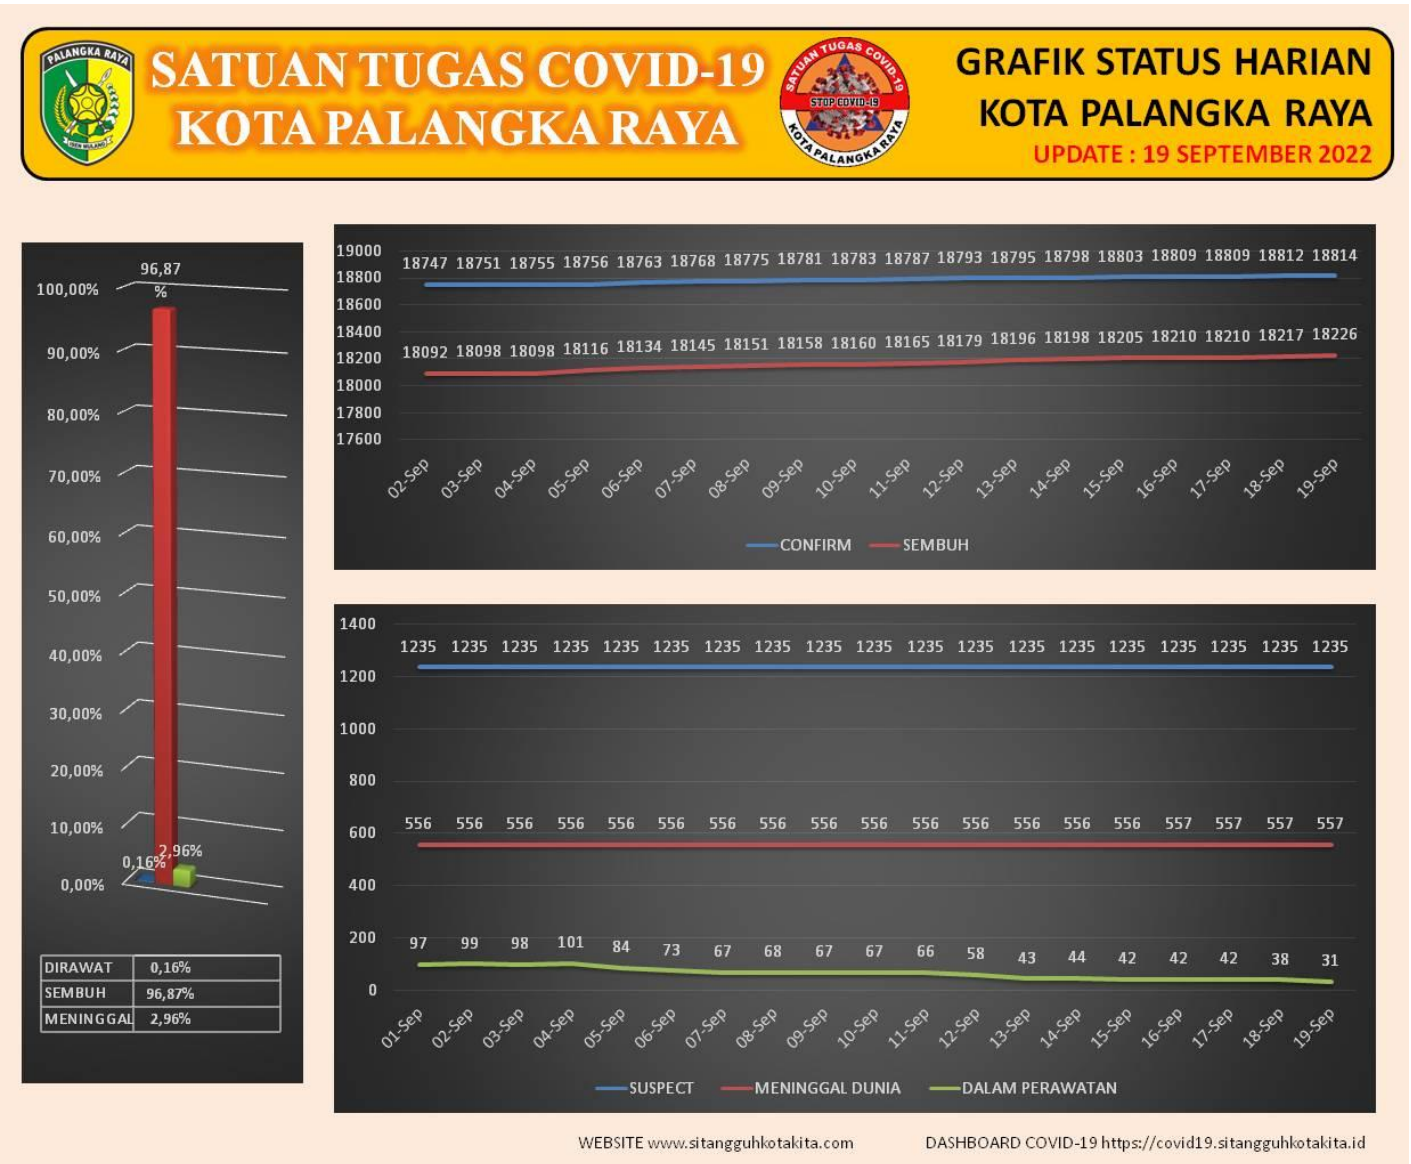 PALANGKA RAYA
ISEN MULANG
SATUAN TUGAS COVID-19
KOTA PALANGKA RAYA
SATUAN TUGAS COVID-19
STOP COVID-19
KOTA PALANGKA RAYA
GRAFIK STATUS HARIAN
KOTA PALANGKA RAYA
UPDATE : 19 SEPTEMBER 2022
96,87
%
100,00%
90,00%
80,00%
70,00%
60,00%
50,00%
40,00%
30,00%
20,00%
10,00%
0,00%
0,16%
2,96%
DIRAWAT 0,16%
SEMBUH 96,87%
MENINGGAL 2,96%
19000
18800
18600
18400
18200
18000
17800
17600
18747 18751 18755 18756 18763 18768 18775 18781 18783 18787 18793 18795 18798 18803 18809 18809 18812 18814
18092 18098 18098 18116 18134 18145 18151 18158 18160 18165 18179 18196 18198 18205 18210 18210 18217 18226
02-Sep 03-Sep 04-Sep 05-Sep 06-Sep 07-Sep 08-Sep 09-Sep 10-Sep 11-Sep 12-Sep 13-Sep 14-Sep 15-Sep 16-Sep 17-Sep 18-Sep 19-Sep
CONFIRM SEMBUH
1400
1200
1000
800
600
400
200
0
1235 1235 1235 1235 1235 1235 1235 1235 1235 1235 1235 1235 1235 1235 1235 1235 1235 1235 1235
556 556 556 556 556 556 556 556 556 556 556 556 556 556 556 557 557 557 557
97 99 98 101 84 73 67 68 67 67 66 58 43 44 42 42 42 38 31
01-Sep 02-Sep 03-Sep 04-Sep 05-Sep 06-Sep 07-Sep 08-Sep 09-Sep 10-Sep 11-Sep 12-Sep 13-Sep 14-Sep 15-Sep 16-Sep 17-Sep 18-Sep 19-Sep
SUSPECT MENINGGAL DUNIA DALAM PERAWATAN
WEBSITE www.sitangguhkotakita.com DASHBOARD COVID-19 https://covid19.sitangguhkotakita.id